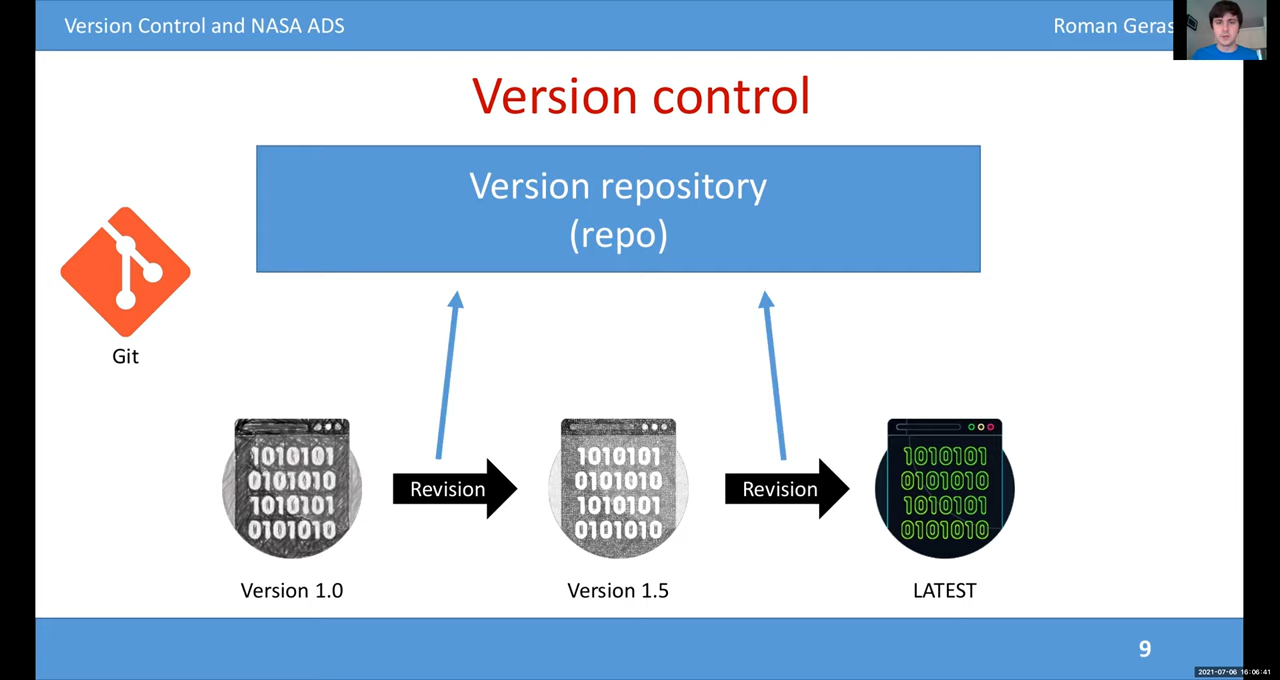 Version Control and NASA ADS
Roman Geras
Version control
Version repository
(repo)
Git
1010101
0101010
1010101
0101010
Revision
1010101
0101010
1010101
0101010
Revision
1010101
0101010
1010101
0101010
Version 1.0
Version 1.5
LATEST
9
2021-07-06 16:06:41